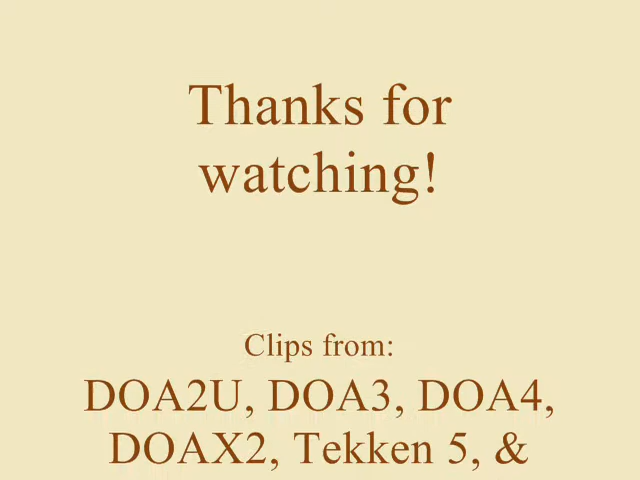 Thanks for
watching!
Clips from:
DOA2U, DOA3, DOA4,
DOAX2, Tekken 5, &